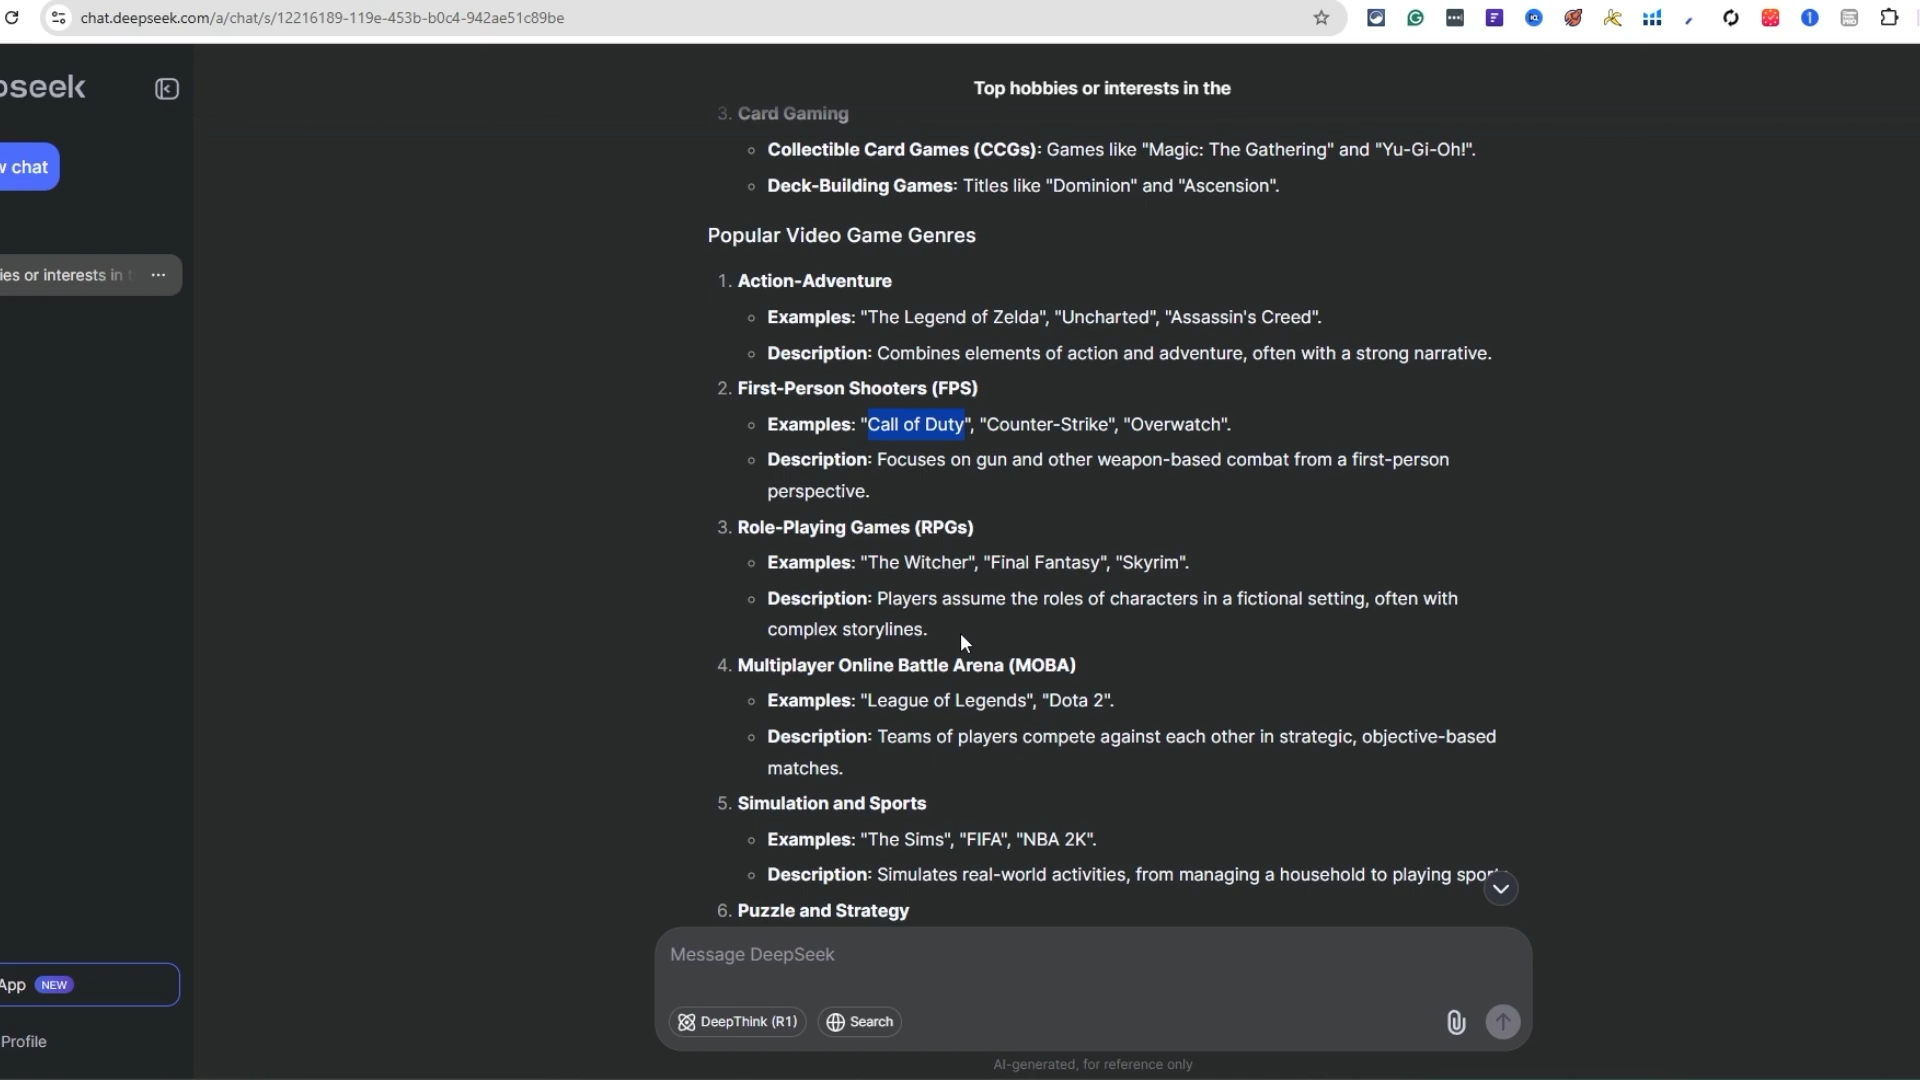 chat.deepseek.com/a/chat/s/12216189-119e-453b-b0c4-942ae51c89be
pseek
w chat
ies or interests in
App NEW
Profile
Top hobbies or interests in the
3. Card Gaming
Collectible Card Games (CCGs): Games like "Magic: The Gathering" and "Yu-Gi-Oh!".
Deck-Building Games: Titles like "Dominion" and "Ascension".
Popular Video Game Genres
1. Action-Adventure
Examples: "The Legend of Zelda", "Uncharted", "Assassin's Creed".
Description: Combines elements of action and adventure, often with a strong narrative.
2. First-Person Shooters (FPS)
Examples: "Call of Duty", "Counter-Strike", "Overwatch".
Description: Focuses on gun and other weapon-based combat from a first-person
perspective.
3. Role-Playing Games (RPGs)
Examples: "The Witcher", "Final Fantasy", "Skyrim".
Description: Players assume the roles of characters in a fictional setting, often with
complex storylines.
4. Multiplayer Online Battle Arena (MOBA)
Examples: "League of Legends", "Dota 2".
Description: Teams of players compete against each other in strategic, objective-based
matches.
5. Simulation and Sports
Examples: "The Sims", "FIFA", "NBA 2K".
Description: Simulates real-world activities, from managing a household to playing sports
6. Puzzle and Strategy
Message DeepSeek
DeepThink (R1) Search
AI-generated, for reference only